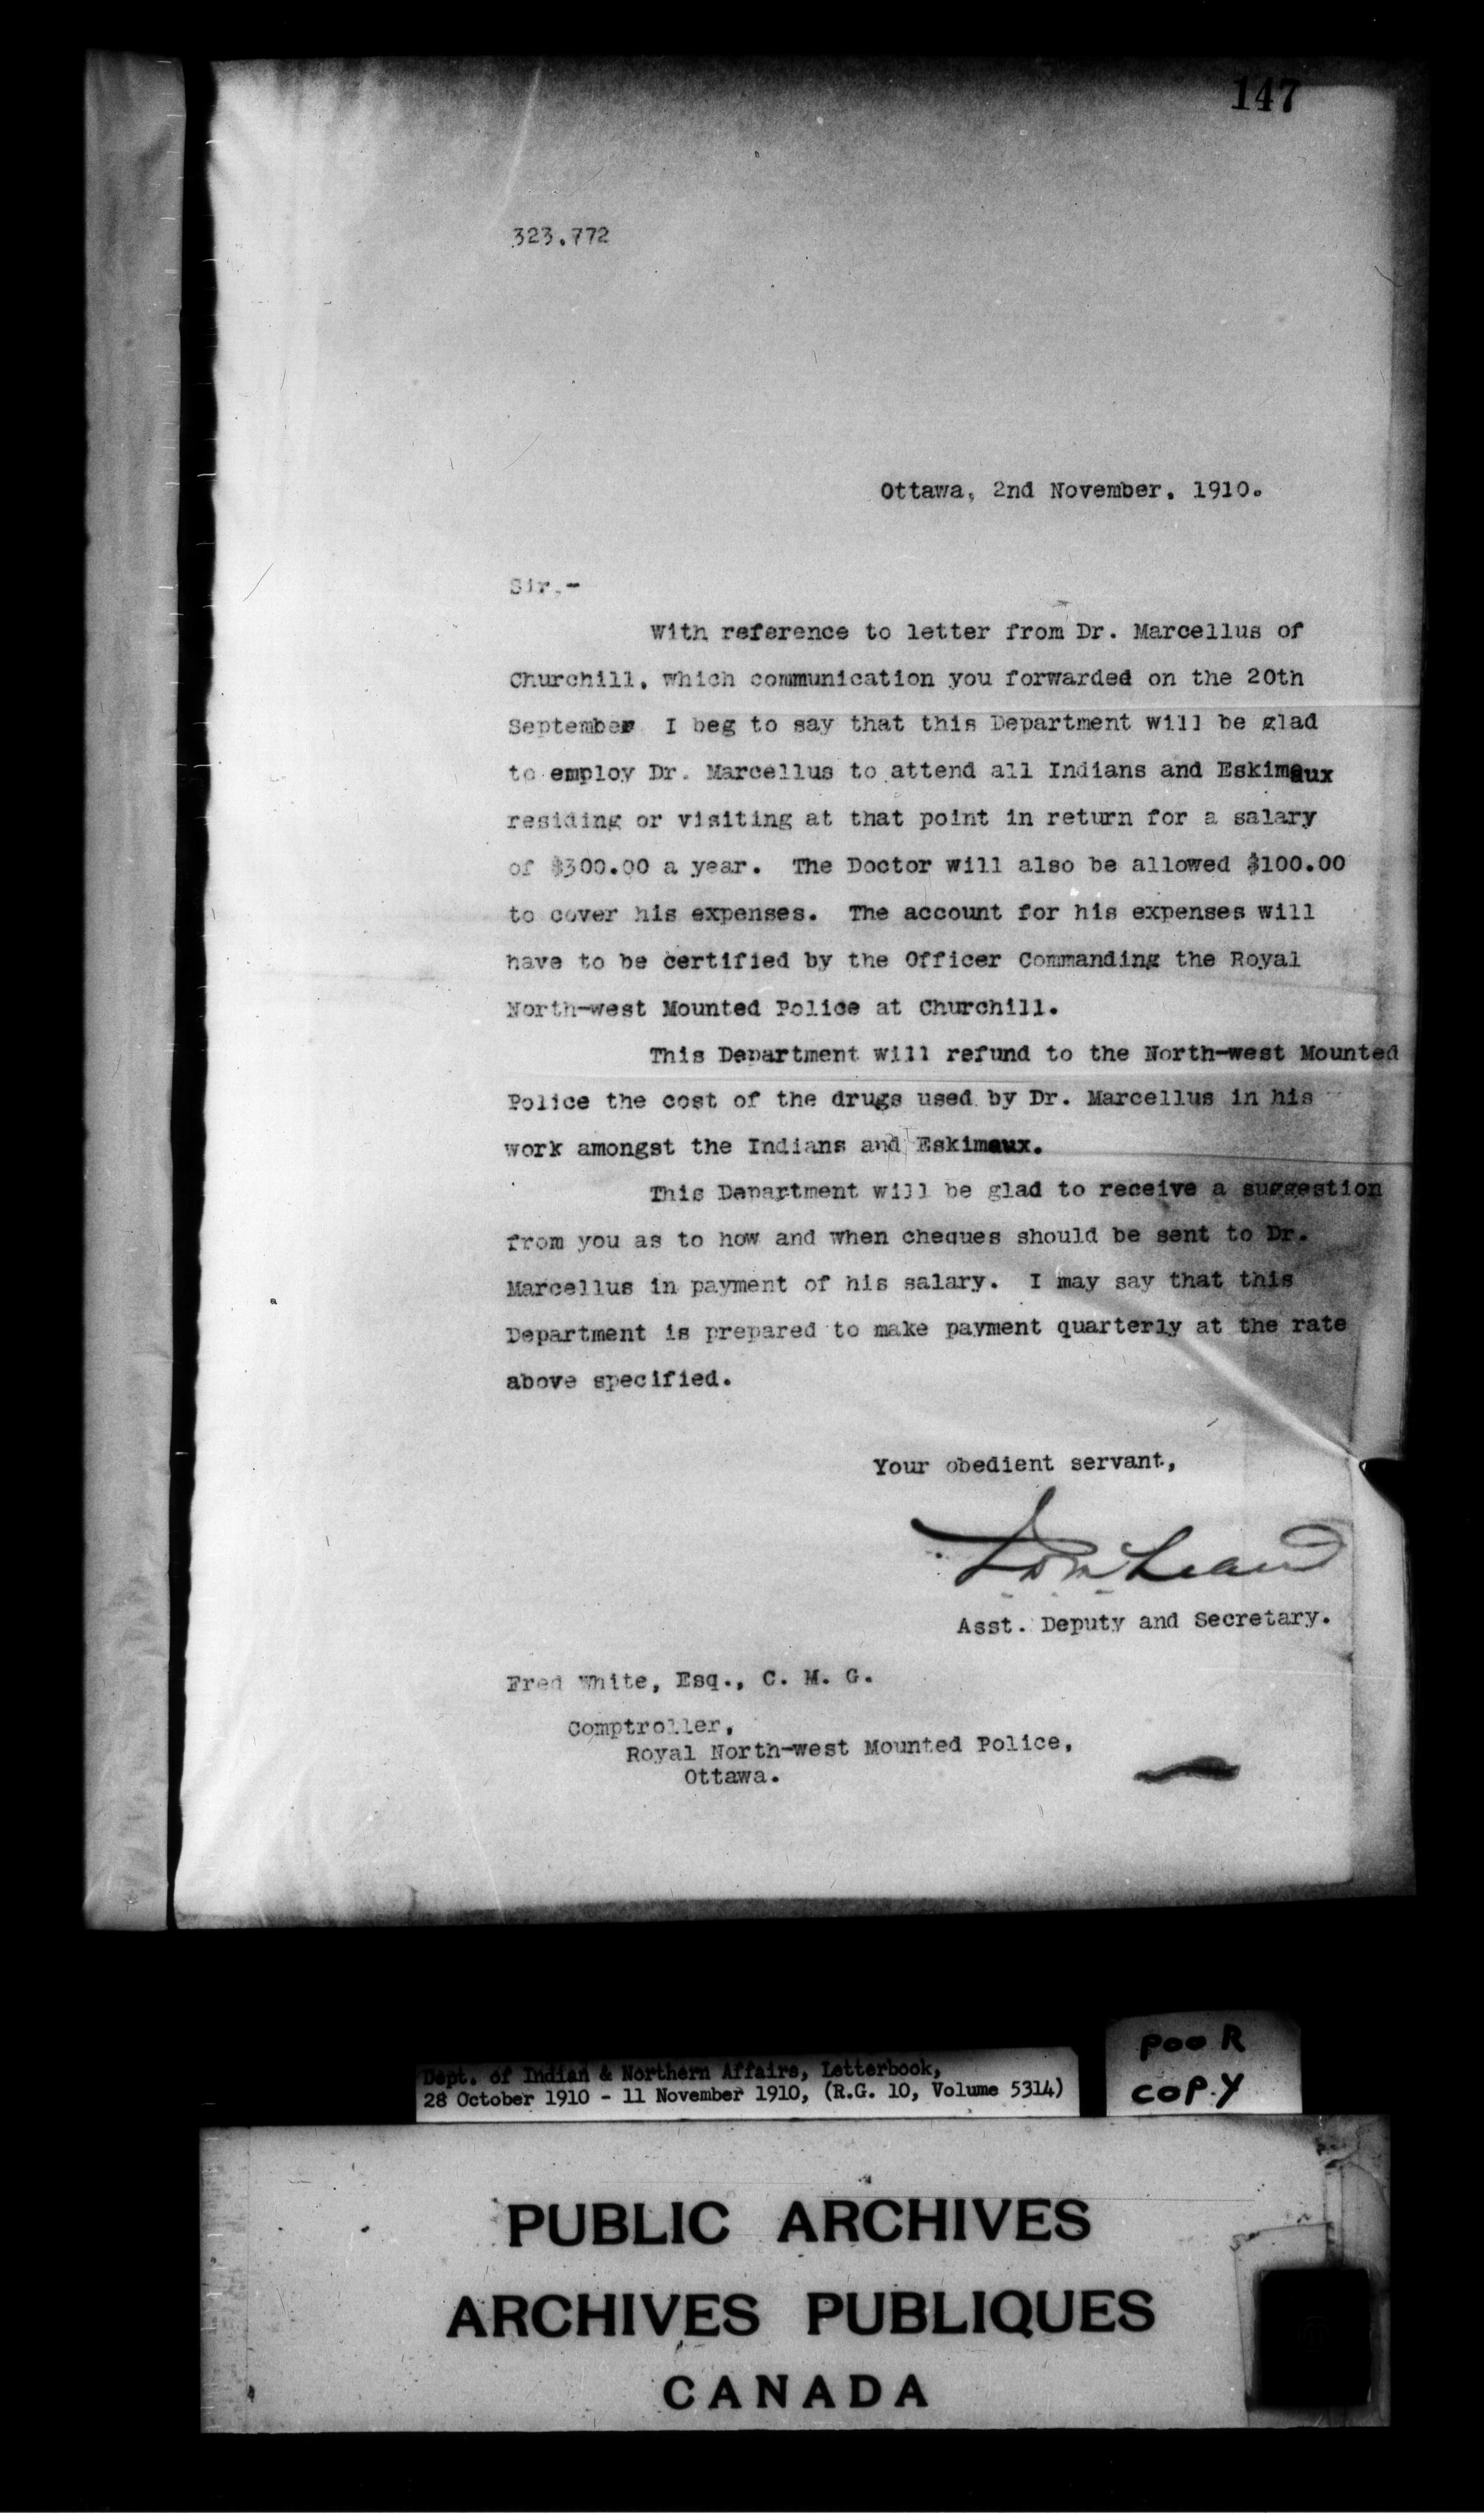 147
323.772
Ottawa, 2nd November, 1910.
Sir,-
With reference to letter from Dr. Marcellus of
Churchill, which communication you forwarded on the 20th
September I beg to say that this Department will be glad
to employ Dr. Marcellus to attend all Indians and Eskimaux
residing or visiting at that point in return for a salary
of $300.00 a year. The Doctor will also be allowed $100.00
to cover his expenses. The account for his expenses will
have to be certified by the Officer Commanding the Royal
North-west Mounted Police at Churchill.
This Department will refund to the North-west Mounted
Police the cost of the drugs used by Dr. Marcellus in his
work amongst the Indians and Eskimaux.
This Department will be glad to receive a suggestion
from you as to how and when cheques should be sent to Dr.
Marcellus in payment of his salary. I may say that this
Department is prepared to make payment quarterly at the rate
above specified.
Your obedient servant,
Asst. Deputy and Secretary.
Fred White, Esq., C. M. G.
Comptroller,
Royal North-west Mounted Police,
Ottawa.
Dept. of Indian & Northern Affairs, Letterbook,
28 October 1910 - 11 November 1910, (R.G. 10, Volume 5314)
POOR
COPY
PUBLIC ARCHIVES
ARCHIVES PUBLIQUES
CANADA